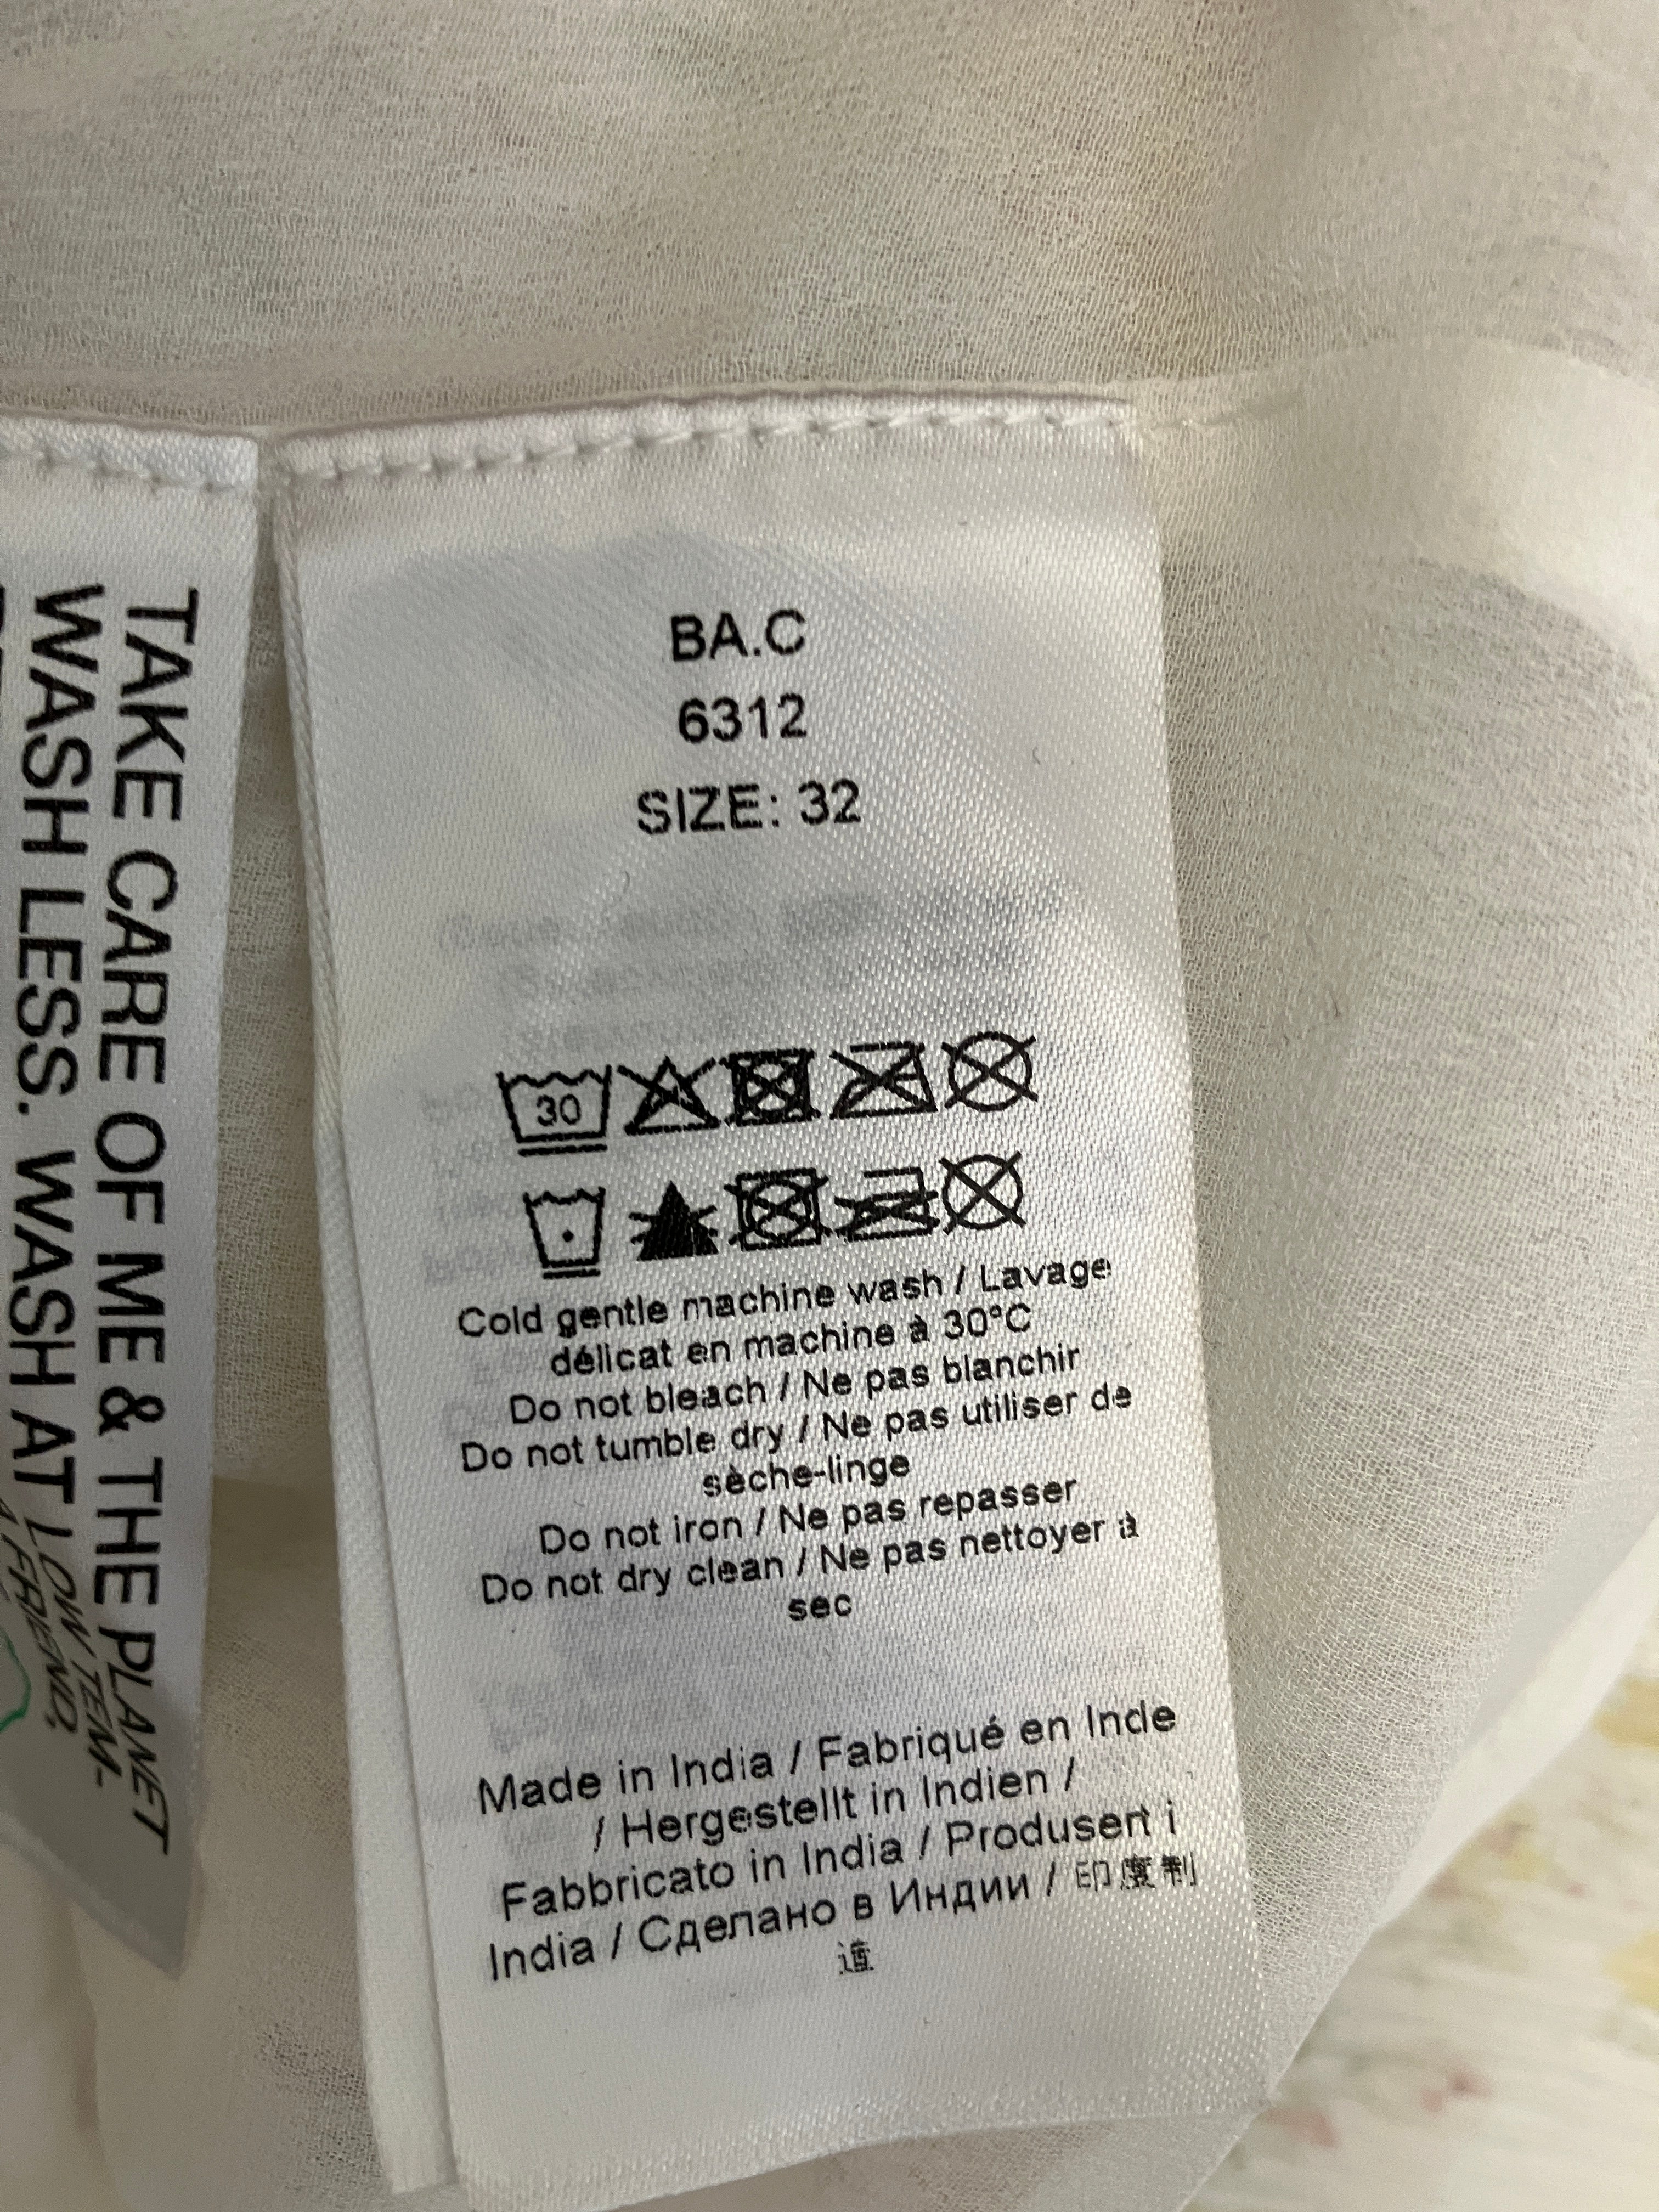 TAKE CARE OF ME & THE PLANET
WASH LESS. WASH AT LOW TEM-
A FRIEND,
BA.C
6312
SIZE: 32
30
Cold gentle machine wash / Lavage
délicat en machine à 30°C
Do not bleach / Ne pas blanchir
Do not tumble dry / Ne pas utiliser de
sèche-linge
Do not iron / Ne pas repasser
Do not dry clean / Ne pas nettoyer à
sec
Made in India / Fabriqué en Inde
/ Hergestellt in Indien /
Fabbricato in India / Produsert i
India / Сделано в Индии / 印度制
造